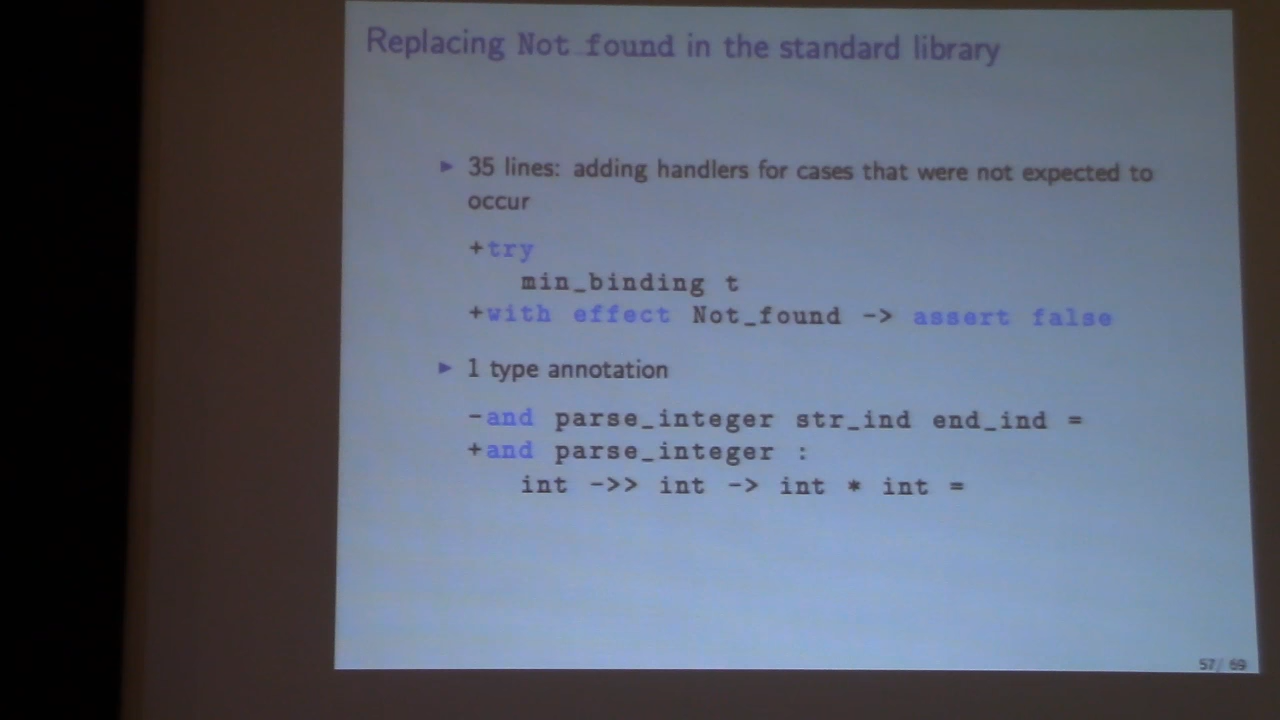 Replacing Not_found in the standard library
► 35 lines: adding handlers for cases that were not expected to
occur
+try
min_binding t
+with effect Not_found -> assert false
► 1 type annotation
-and parse_integer str_ind end_ind =
+and parse_integer :
int ->> int -> int * int =
57/ 69